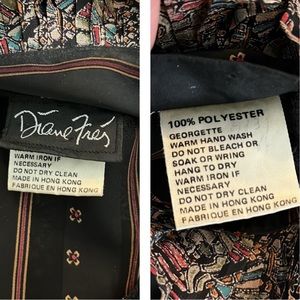 Diane Freis
WARM IRON IF
NECESSARY
DO NOT DRY CLEAN
MADE IN HONG KONG
FABRIQUE EN HONG KONG
100% POLYESTER
GEORGETTE
WARM HAND WASH
DO NOT BLEACH OR
SOAK OR WRING
HANG TO DRY
WARM IRON IF
NECESSARY
DO NOT DRY CLEAN
MADE IN HONG KONG
FABRIQUE EN HONG KONG